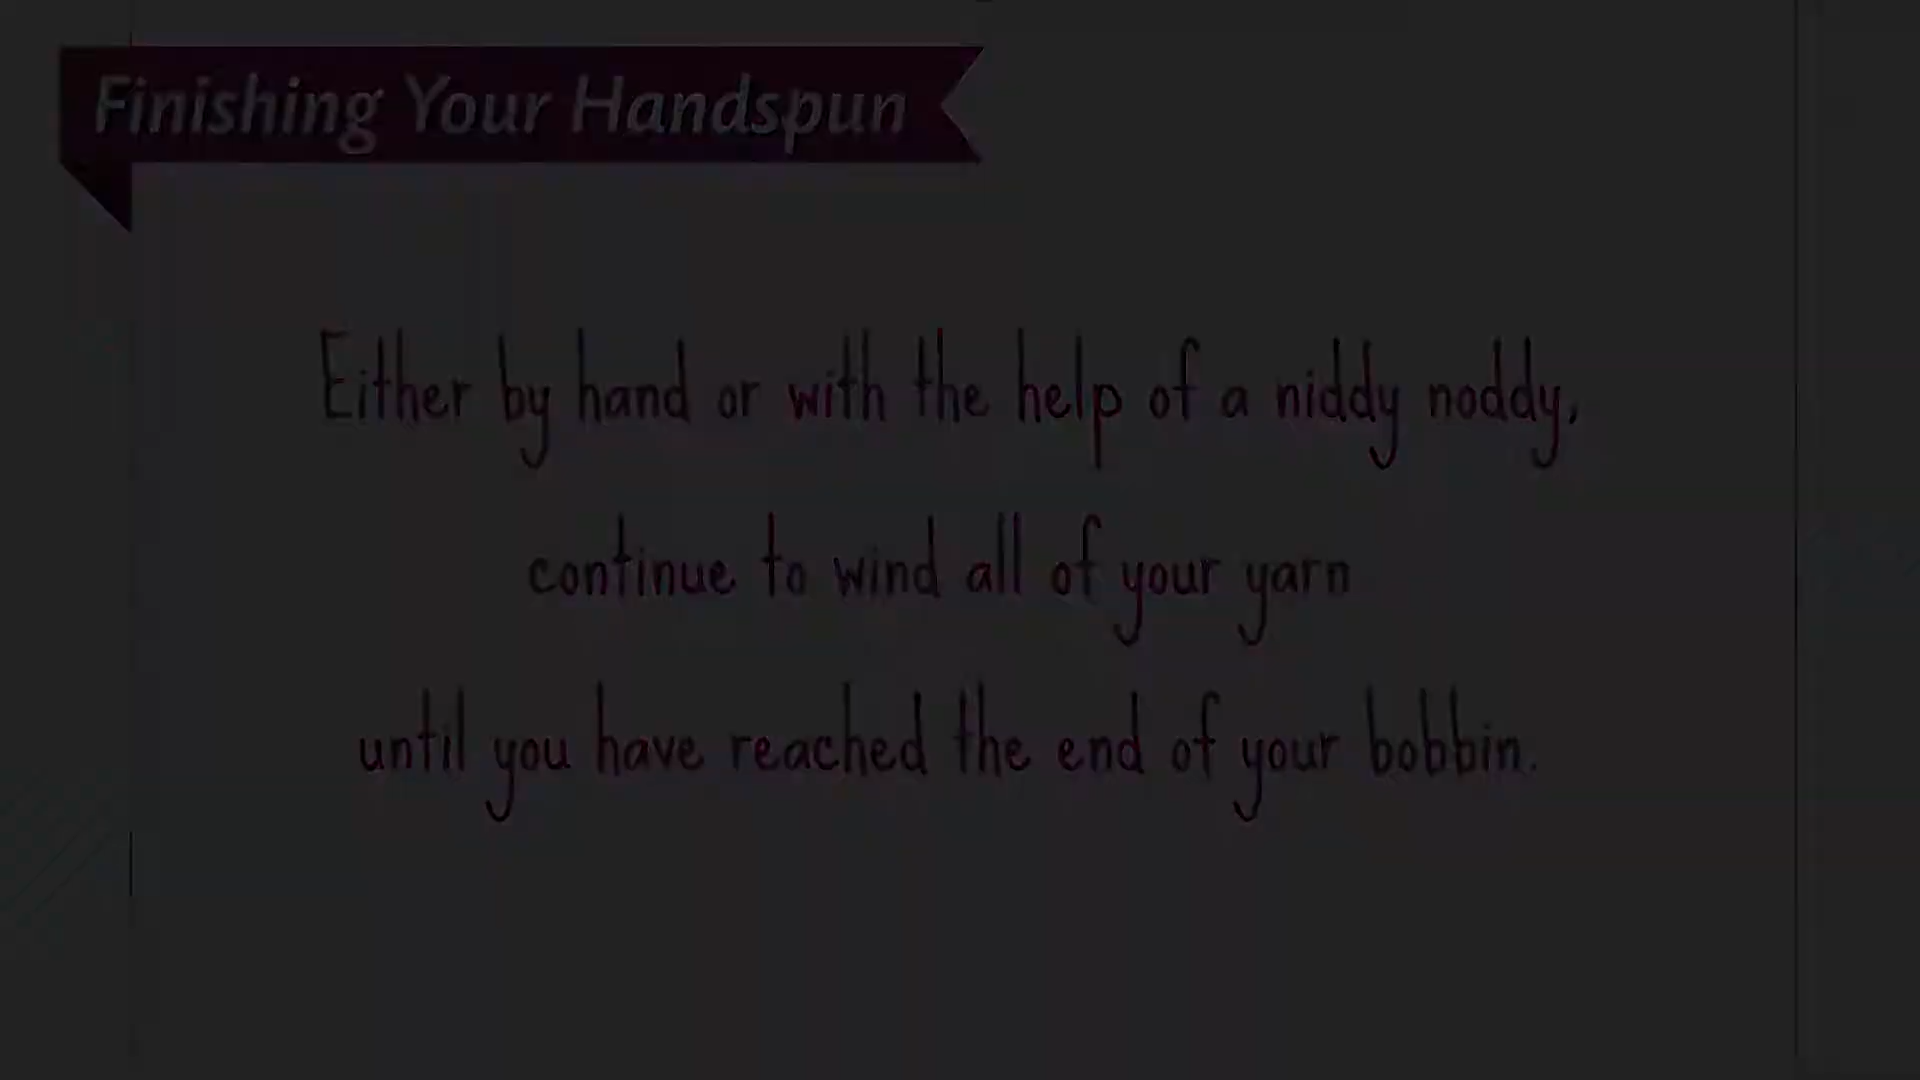 Finishing Your Handspun
Either by hand or with the help of a niddy noddy,
continue to wind all of your yarn
until you have reached the end of your bobbin.